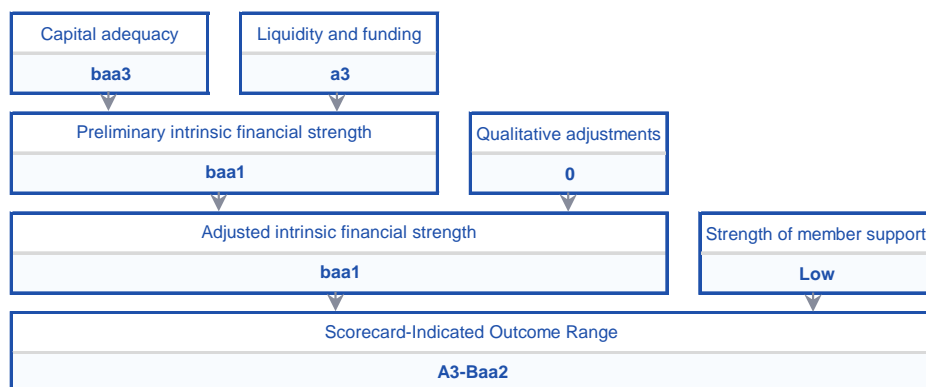 Capital adequacy
baa3
Liquidity and funding
a3
Preliminary intrinsic financial strength
baa1
Qualitative adjustments
0
Adjusted intrinsic financial strength
baa1
Strength of member support
Low
Scorecard-Indicated Outcome Range
A3-Baa2